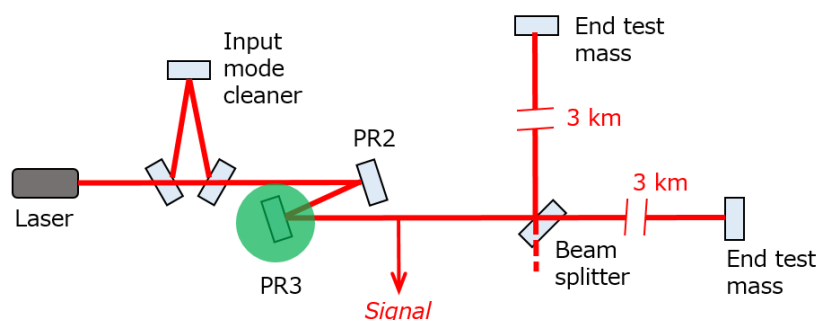 Input
mode
cleaner
End test
mass
3 km
PR2
3 km
Laser
PR3
Signal
Beam
splitter
End test
mass